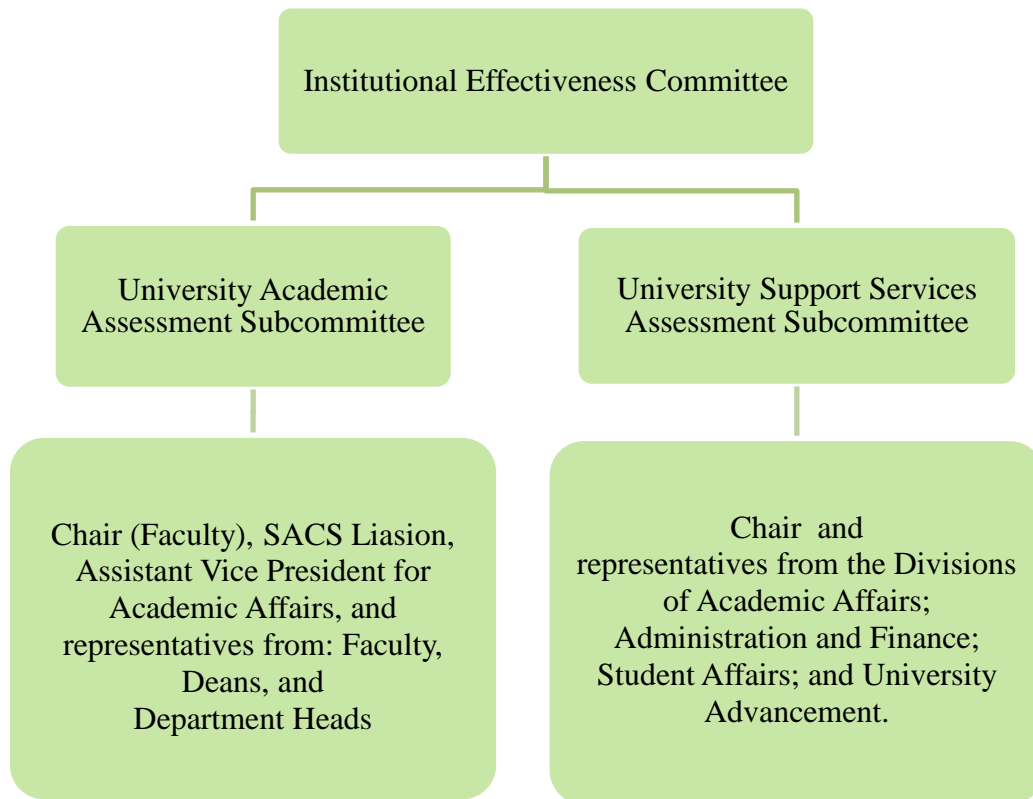 Institutional Effectiveness Committee
University Academic
Assessment Subcommittee
University Support Services
Assessment Subcommittee
Chair (Faculty), SACS Liasion,
Assistant Vice President for
Academic Affairs, and
representatives from: Faculty,
Deans, and
Department Heads
Chair  and
representatives from the Divisions
of Academic Affairs;
Administration and Finance;
Student Affairs; and University
Advancement.